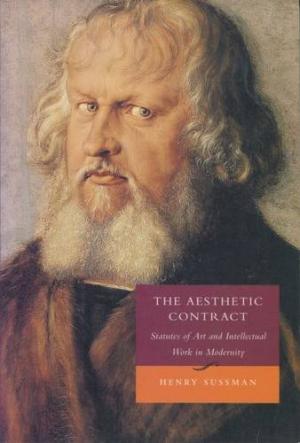 THE AESTHETIC
CONTRACT
Statutes of Art and Intellectual
Work in Modernity
HENRY SUSSMAN